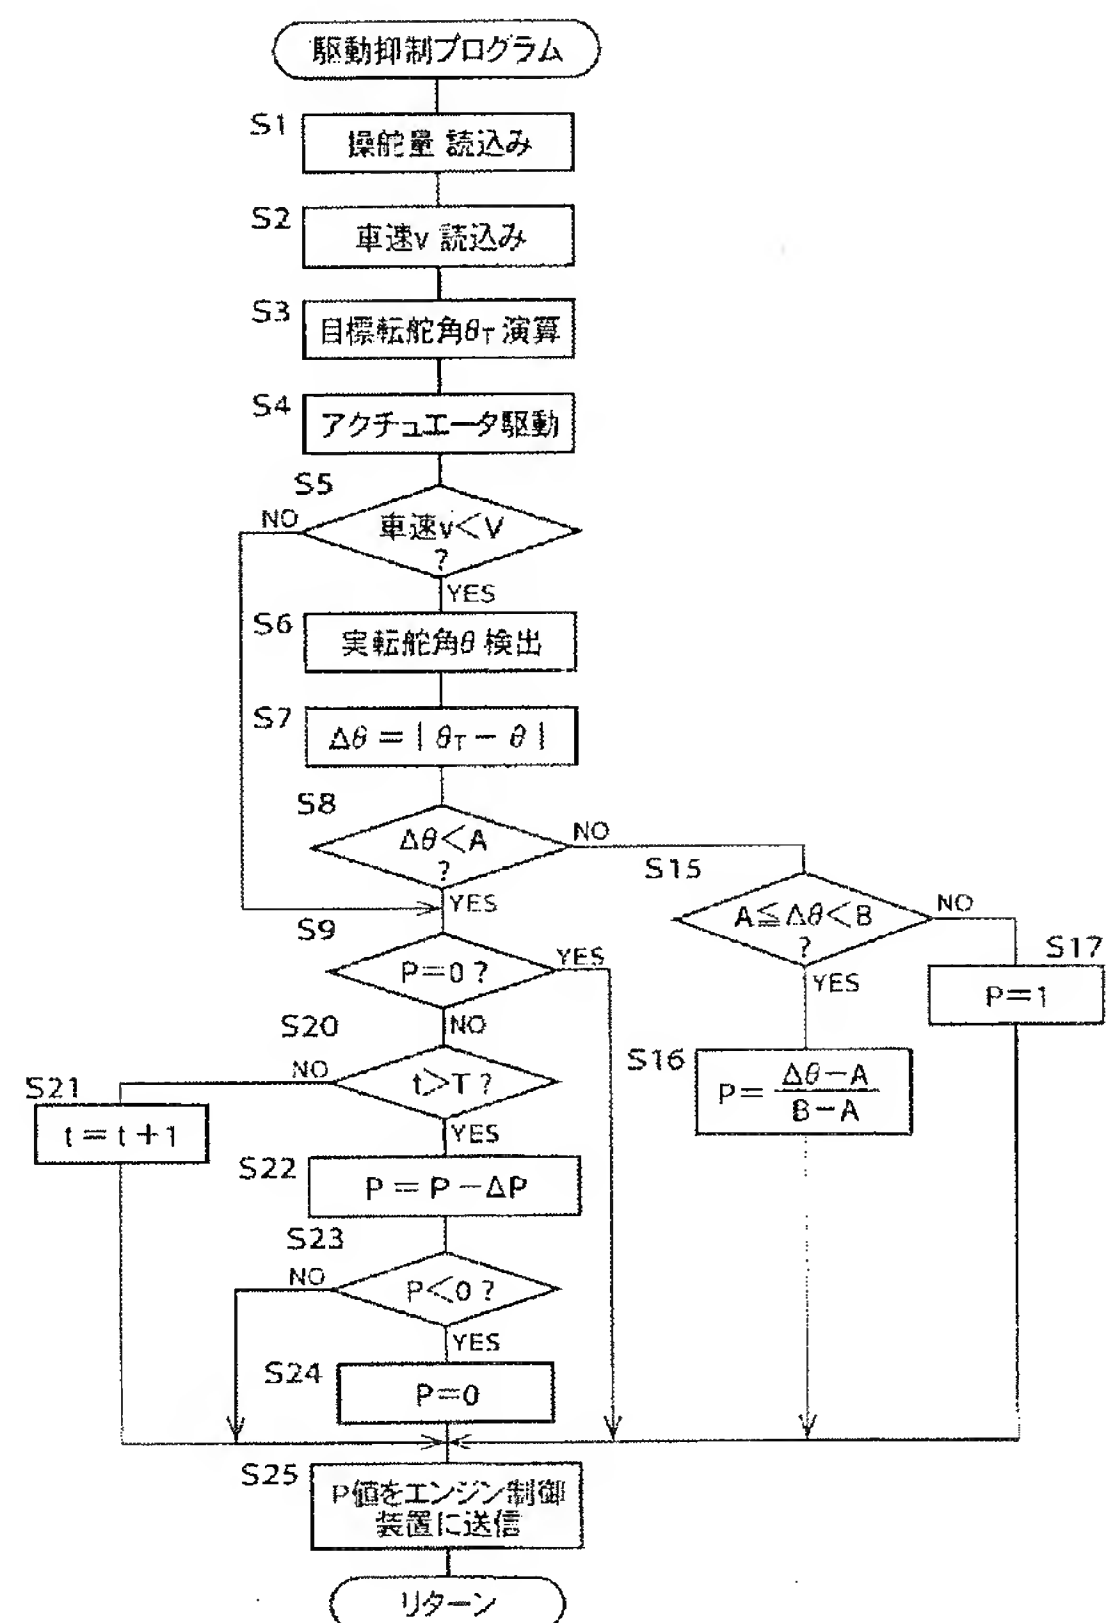 駆動抑制プログラム
S1
操舵量 読込み
S2
車速v 読込み
S3
目標転舵角θT 演算
S4
アクチュエータ駆動
S5
車速v<V
?
NO
YES
S6
実転舵角θ 検出
S7
Δθ=|θT-θ|
S8
Δθ<A
?
NO
YES
S15
A≦Δθ<B
?
NO
YES
S17
P=1
S16
P=
Δθ-A
B-A
S9
P=0?
YES
NO
S20
t>T?
NO
YES
S21
t=t+1
S22
P=P-ΔP
S23
P<0?
NO
YES
S24
P=0
S25
P値をエンジン制御
装置に送信
リターン